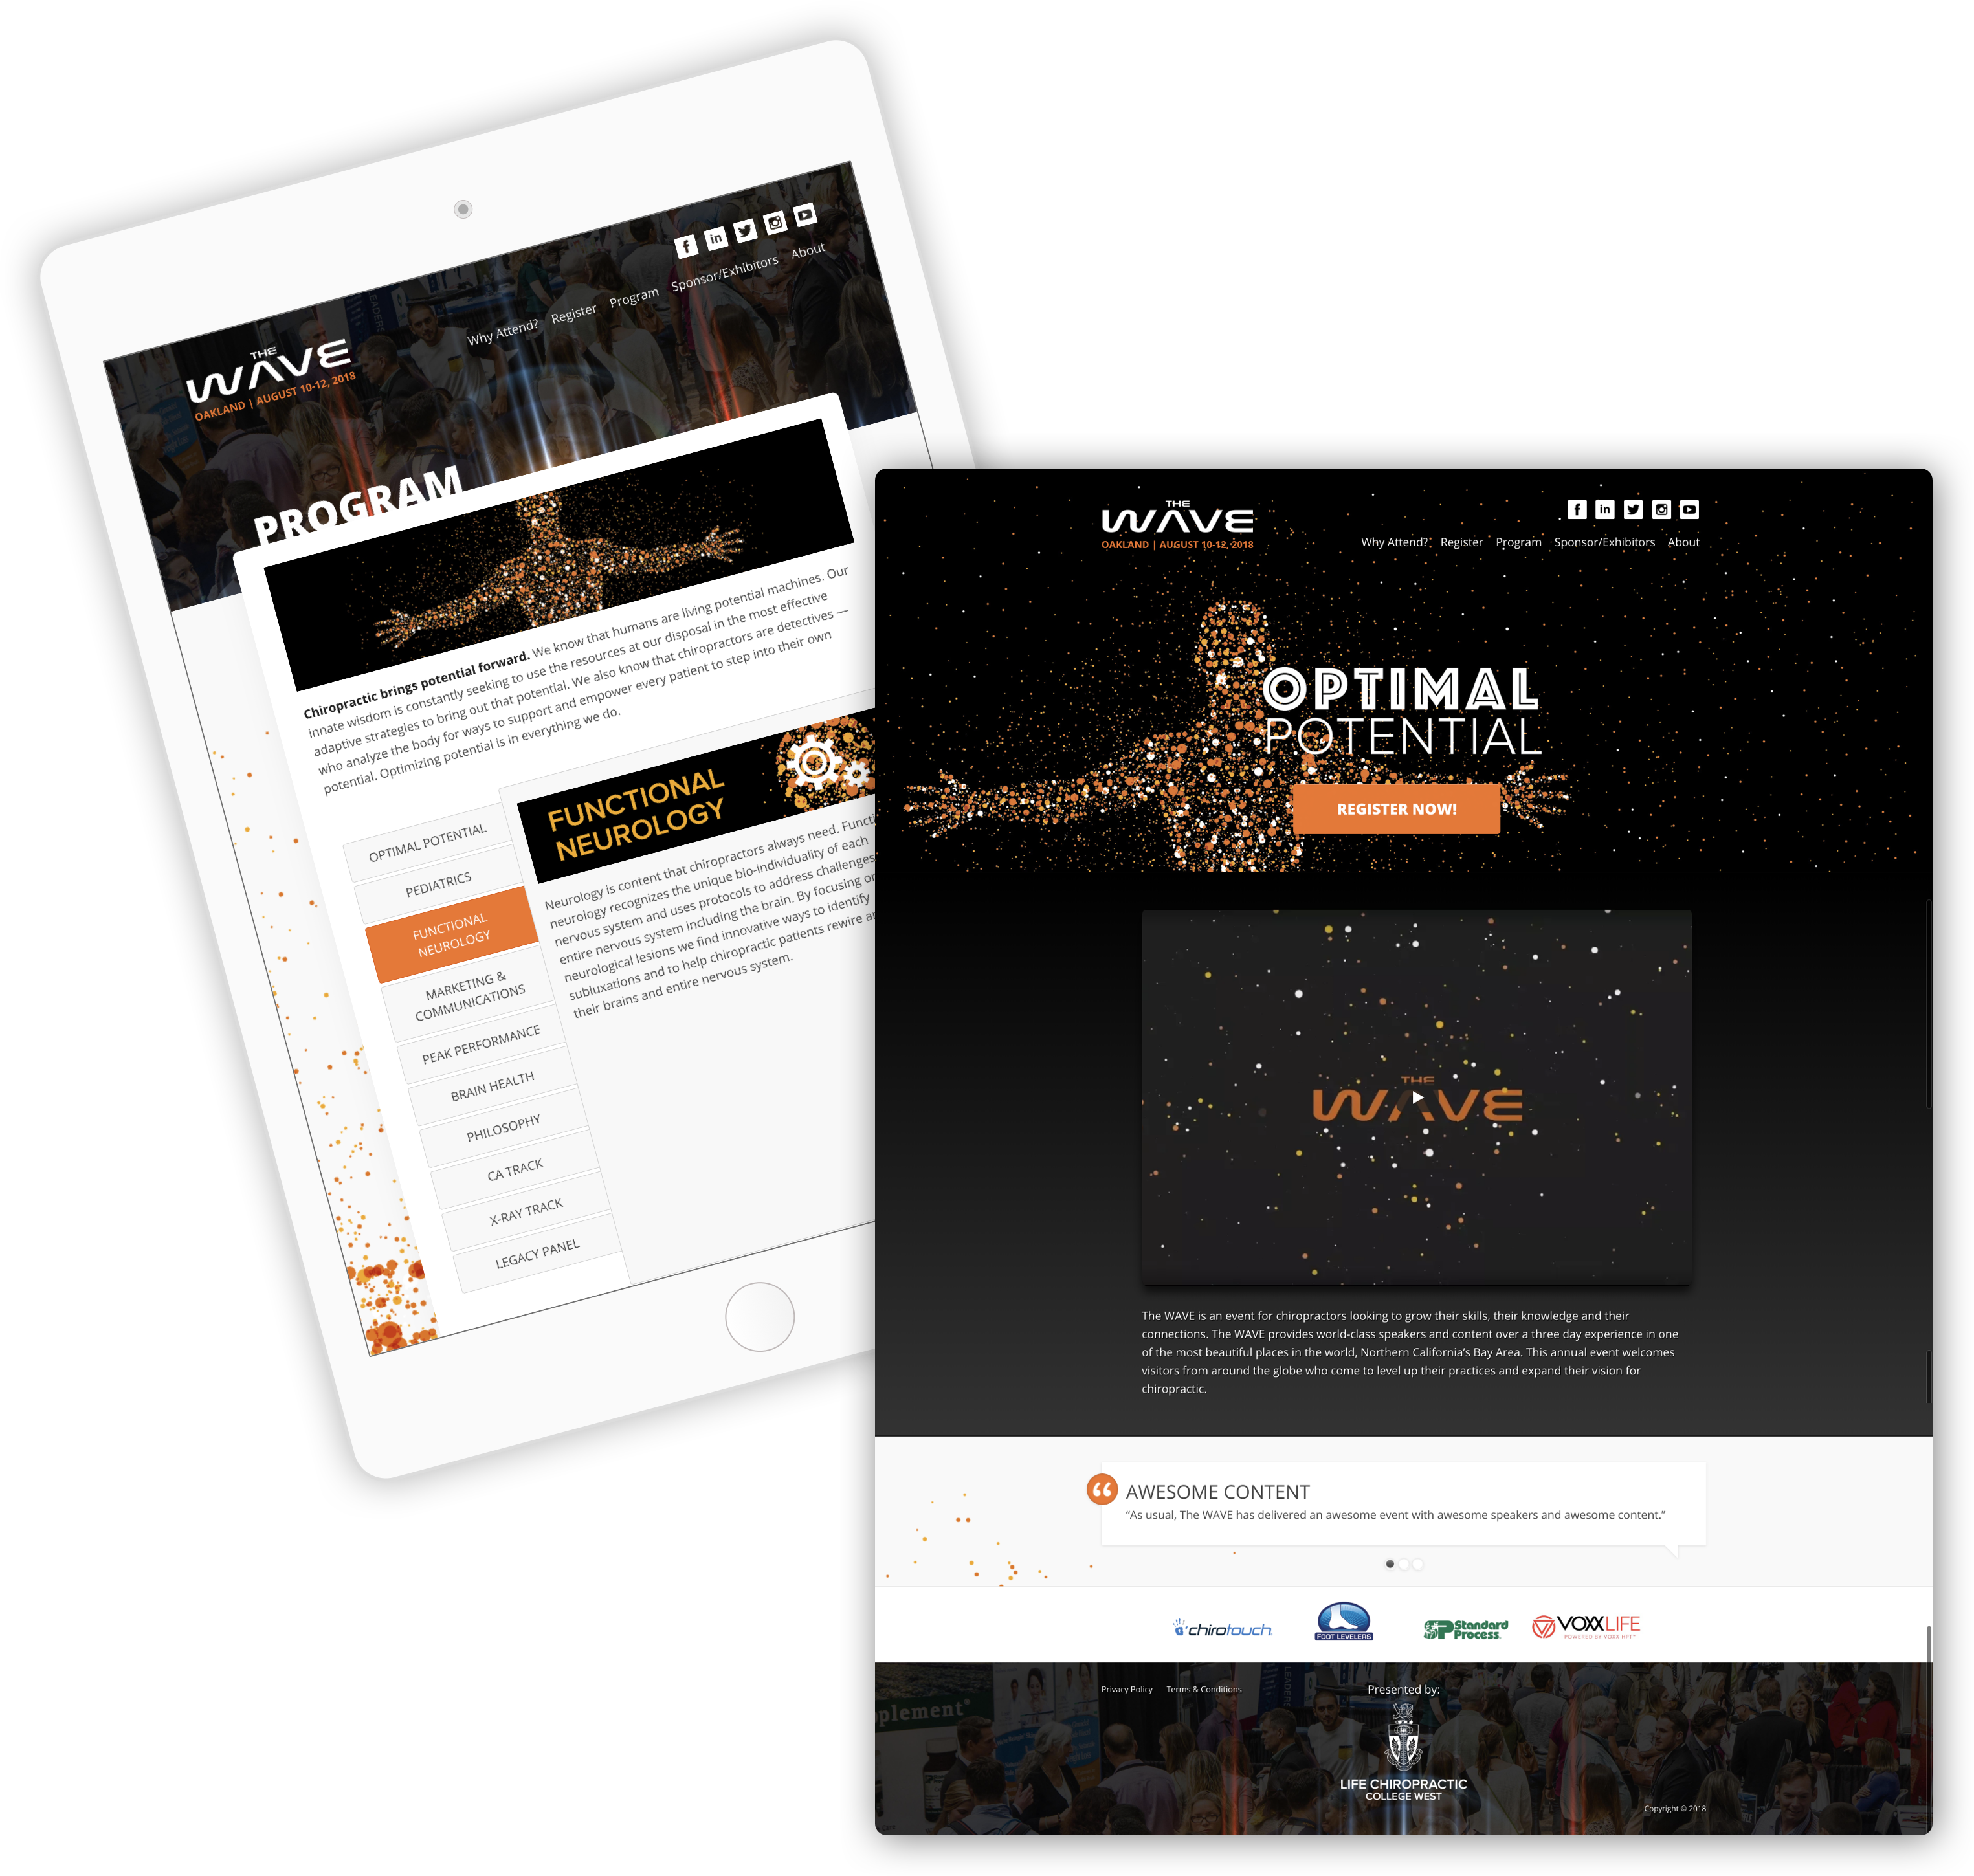 THE
WAVE
OAKLAND | AUGUST 10-12, 2018
Why Attend? Register Program Sponsor/Exhibitors About
PROGRAM
Chiropractic brings potential forward. We know that humans are living potential machines. Our
innate wisdom is constantly seeking to use the resources at our disposal in the most effective
adaptive strategies to bring out that potential. We also know that chiropractors are detectives —
who analyze the body for ways to support and empower every patient to step into their own
potential. Optimizing potential is in everything we do.
OPTIMAL POTENTIAL
PEDIATRICS
FUNCTIONAL
NEUROLOGY
MARKETING &
COMMUNICATIONS
PEAK PERFORMANCE
BRAIN HEALTH
PHILOSOPHY
CA TRACK
X-RAY TRACK
LEGACY PANEL
FUNCTIONAL
NEUROLOGY
Neurology is content that chiropractors always need.
neurology recognizes the unique bio-individuality of each
nervous system and uses protocols to address challenges
entire nervous system including the brain. By focusing on
neurological lesions we find innovative ways to identify
subluxations and to help chiropractic patients rewire
their brains and entire nervous system.
THE
WAVE
OAKLAND | AUGUST 10-12, 2018
Why Attend? Register Program Sponsor/Exhibitors About
OPTIMAL
POTENTIAL
REGISTER NOW!
THE
WAVE
The WAVE is an event for chiropractors looking to grow their skills, their knowledge and their
connections. The WAVE provides world-class speakers and content over a three day experience in one
of the most beautiful places in the world, Northern California's Bay Area. This annual event welcomes
visitors from around the globe who come to level up their practices and expand their vision for
chiropractic.
AWESOME CONTENT
“As usual, The WAVE has delivered an awesome event with awesome speakers and awesome content.”
chirotouch
FOOT LEVELERS
SP Standard
Process
VOXXLIFE
POWERED BY VOXX HPT™
Privacy Policy Terms & Conditions
Presented by:
LIFE CHIROPRACTIC
COLLEGE WEST
Copyright © 2018